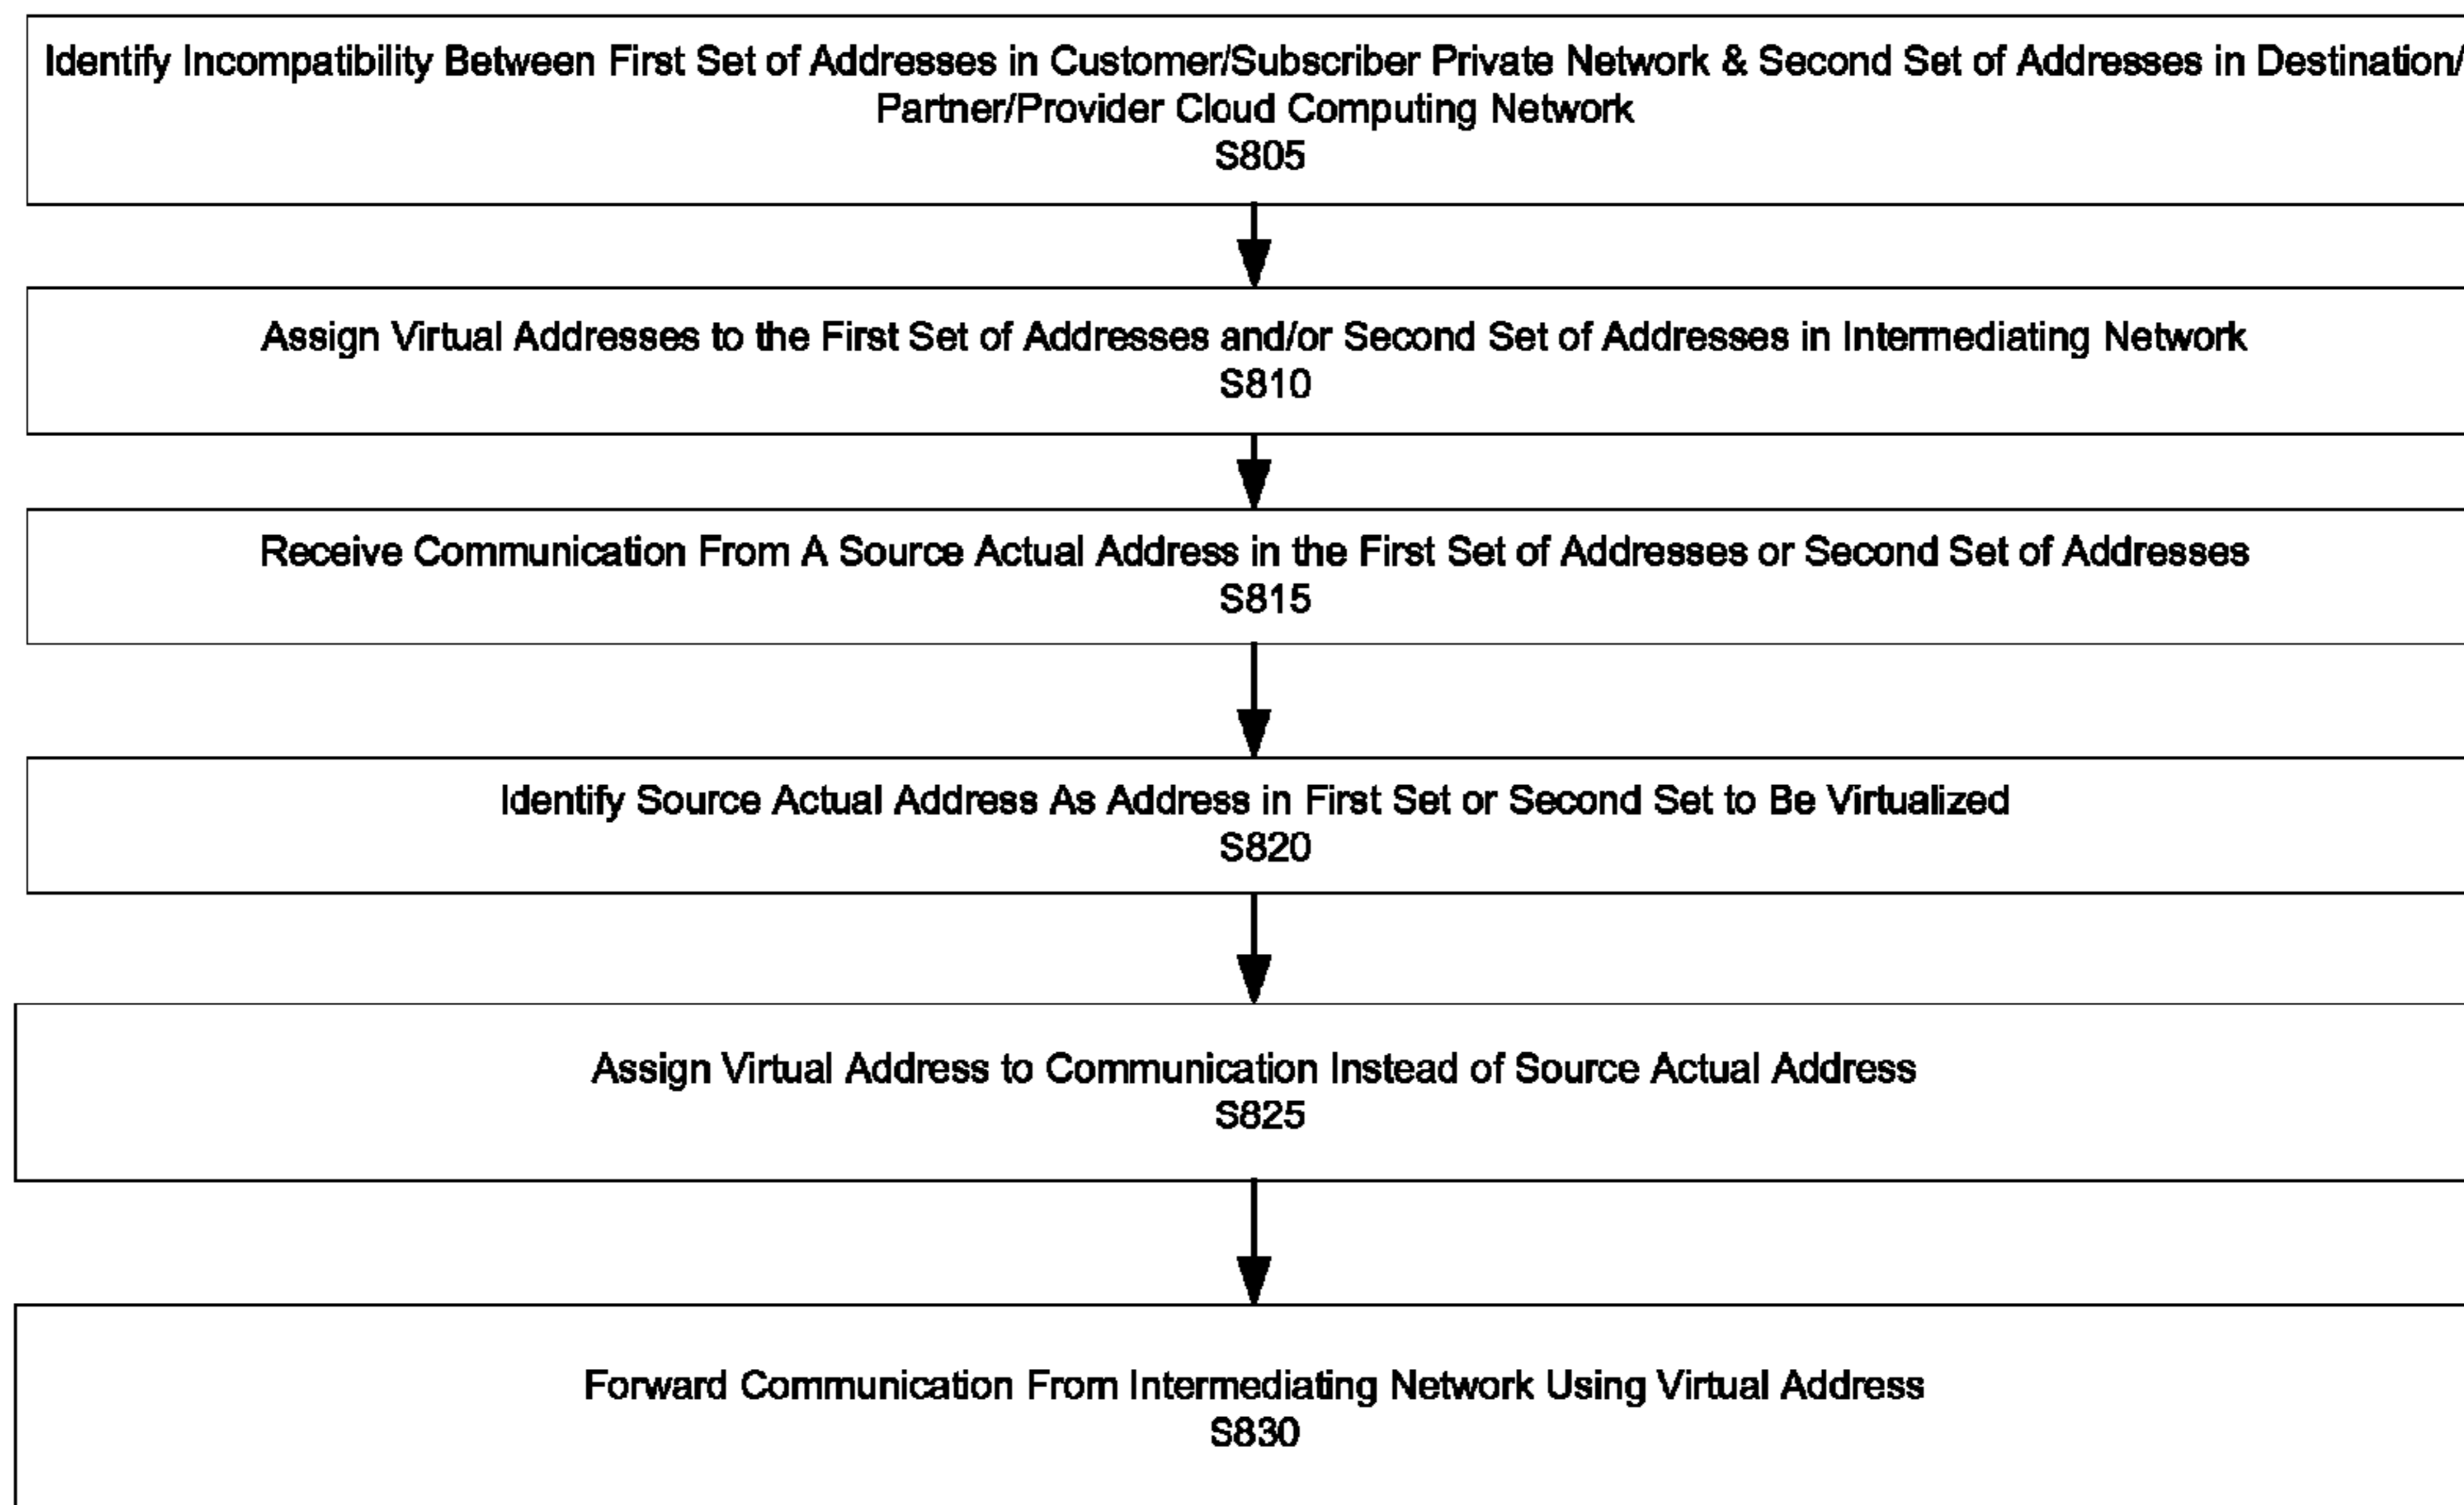 Identify Incompatibility Between First Set of Addresses in Customer/Subscriber Private Network & Second Set of Addresses in Destination/
Partner/Provider Cloud Computing Network
S805
Assign Virtual Addresses to the First Set of Addresses and/or Second Set of Addresses in Intermediating Network
S810
Receive Communication From A Source Actual Address in the First Set of Addresses or Second Set of Addresses
S815
Identify Source Actual Address As Address in First Set or Second Set to Be Virtualized
S820
Assign Virtual Address to Communication Instead of Source Actual Address
S825
Forward Communication From Intermediating Network Using Virtual Address
S830